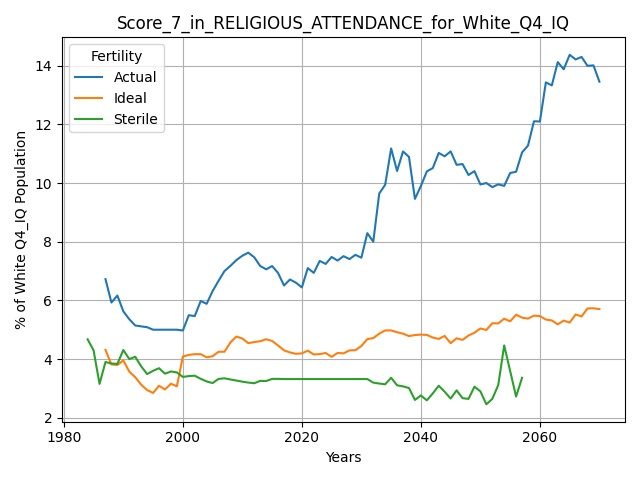 Score_7_in_RELIGIOUS_ATTENDANCE_for_White_Q4_IQ
Fertility
Actual
Ideal
Sterile
% of White Q4_IQ Population
14
12
10
8
6
4
2
1980
2000
2020
2040
2060
Years